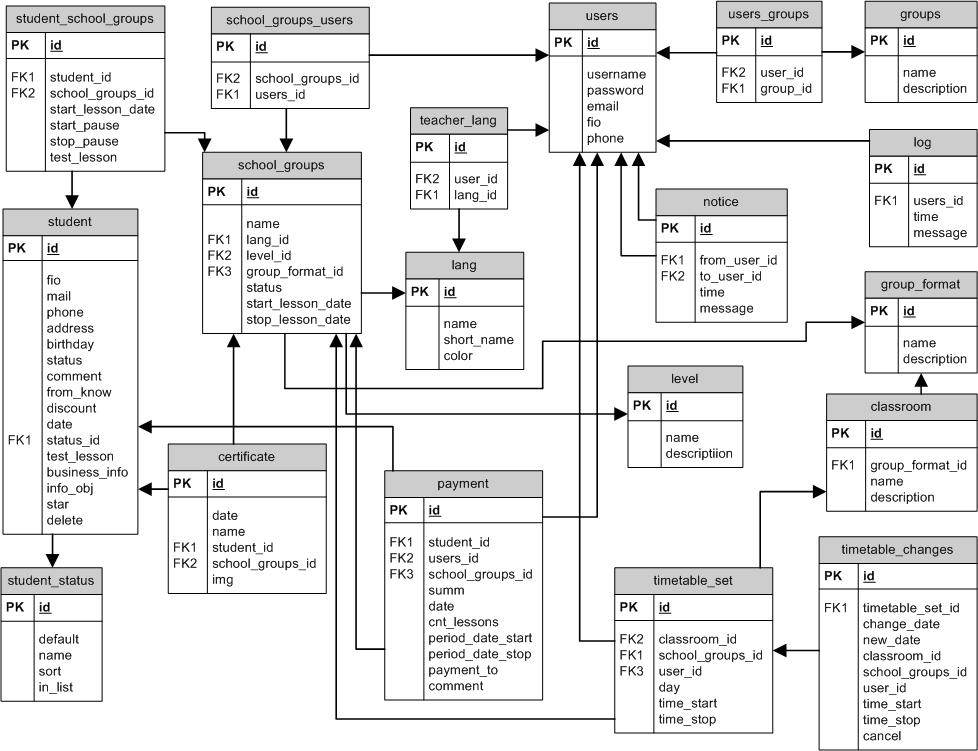 student_school_groups
PK id
FK1 student_id
FK2 school_groups_id
start_lesson_date
start_pause
stop_pause
test_lesson
school_groups_users
PK id
FK2 school_groups_id
FK1 users_id
users
PK id
username
password
email
fio
phone
users_groups
PK id
FK2 user_id
FK1 group_id
groups
PK id
name
description
teacher_lang
PK id
FK2 user_id
FK1 lang_id
log
PK id
FK1 users_id
time
message
school_groups
PK id
name
FK1 lang_id
FK2 level_id
FK3 group_format_id
status
start_lesson_date
stop_lesson_date
notice
PK id
FK1 from_user_id
FK2 to_user_id
time
message
student
PK id
fio
mail
phone
address
birthday
status
comment
from_know
discount
date
FK1 status_id
test_lesson
business_info
info_obj
star
delete
lang
PK id
name
short_name
color
group_format
PK id
name
description
level
PK id
name
descriptiion
classroom
PK id
FK1 group_format_id
name
description
certificate
PK id
date
name
FK1 student_id
FK2 school_groups_id
img
payment
PK id
FK1 student_id
FK2 users_id
FK3 school_groups_id
summ
date
cnt_lessons
period_date_start
period_date_stop
payment_to
comment
student_status
PK id
default
name
sort
in_list
timetable_set
PK id
FK2 classroom_id
FK1 school_groups_id
FK3 user_id
day
time_start
time_stop
timetable_changes
PK id
FK1 timetable_set_id
change_date
new_date
classroom_id
school_groups_id
user_id
time_start
time_stop
cancel